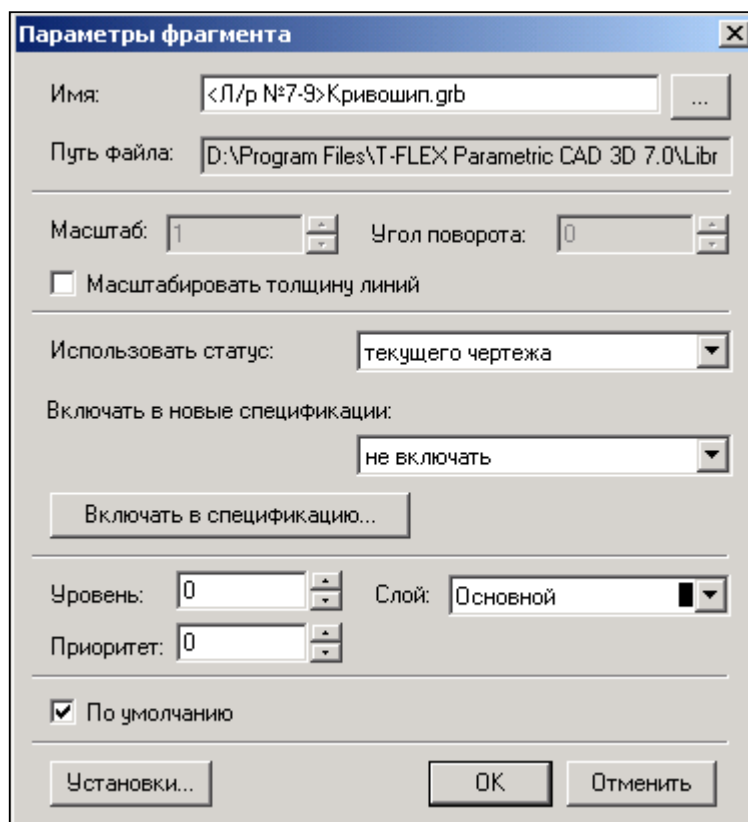 Параметры фрагмента
Имя: <Л/р №7-9>Кривошип.grb ...
Путь файла: D:\Program Files\T-FLEX Parametric CAD 3D 7.0\Libr
Масштаб: 1 Угол поворота: 0
Масштабировать толщину линий
Использовать статус: текущего чертежа
Включать в новые спецификации:
не включать
Включать в спецификацию...
Уровень: 0 Слой: Основной
Приоритет: 0
По умолчанию
Установки... OK Отменить